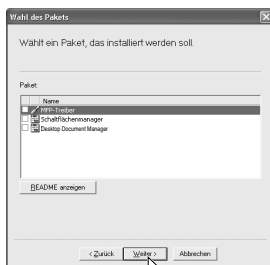 Wahl des Pakets
Wählt ein Paket, das installiert werden soll.
Paket:
Name
MFP-Treiber
Schaltflächenmanager
Desktop Document Manager
README anzeigen
< Zurück Weiter > Abbrechen